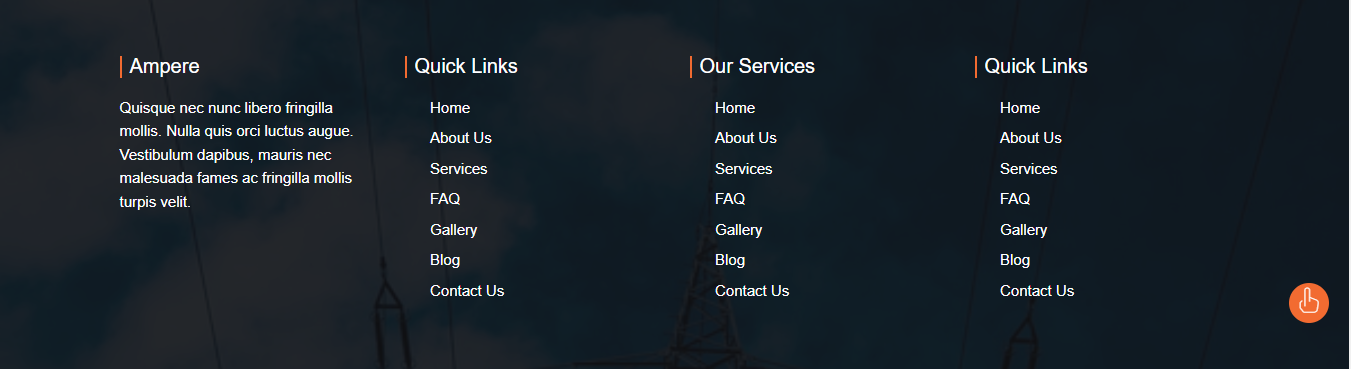 Ampere
Quisque nec nunc libero fringilla
mollis. Nulla quis orci luctus augue.
Vestibulum dapibus, mauris nec
malesuada fames ac fringilla mollis
turpis velit.
Quick Links
Home
About Us
Services
FAQ
Gallery
Blog
Contact Us
Our Services
Home
About Us
Services
FAQ
Gallery
Blog
Contact Us
Quick Links
Home
About Us
Services
FAQ
Gallery
Blog
Contact Us